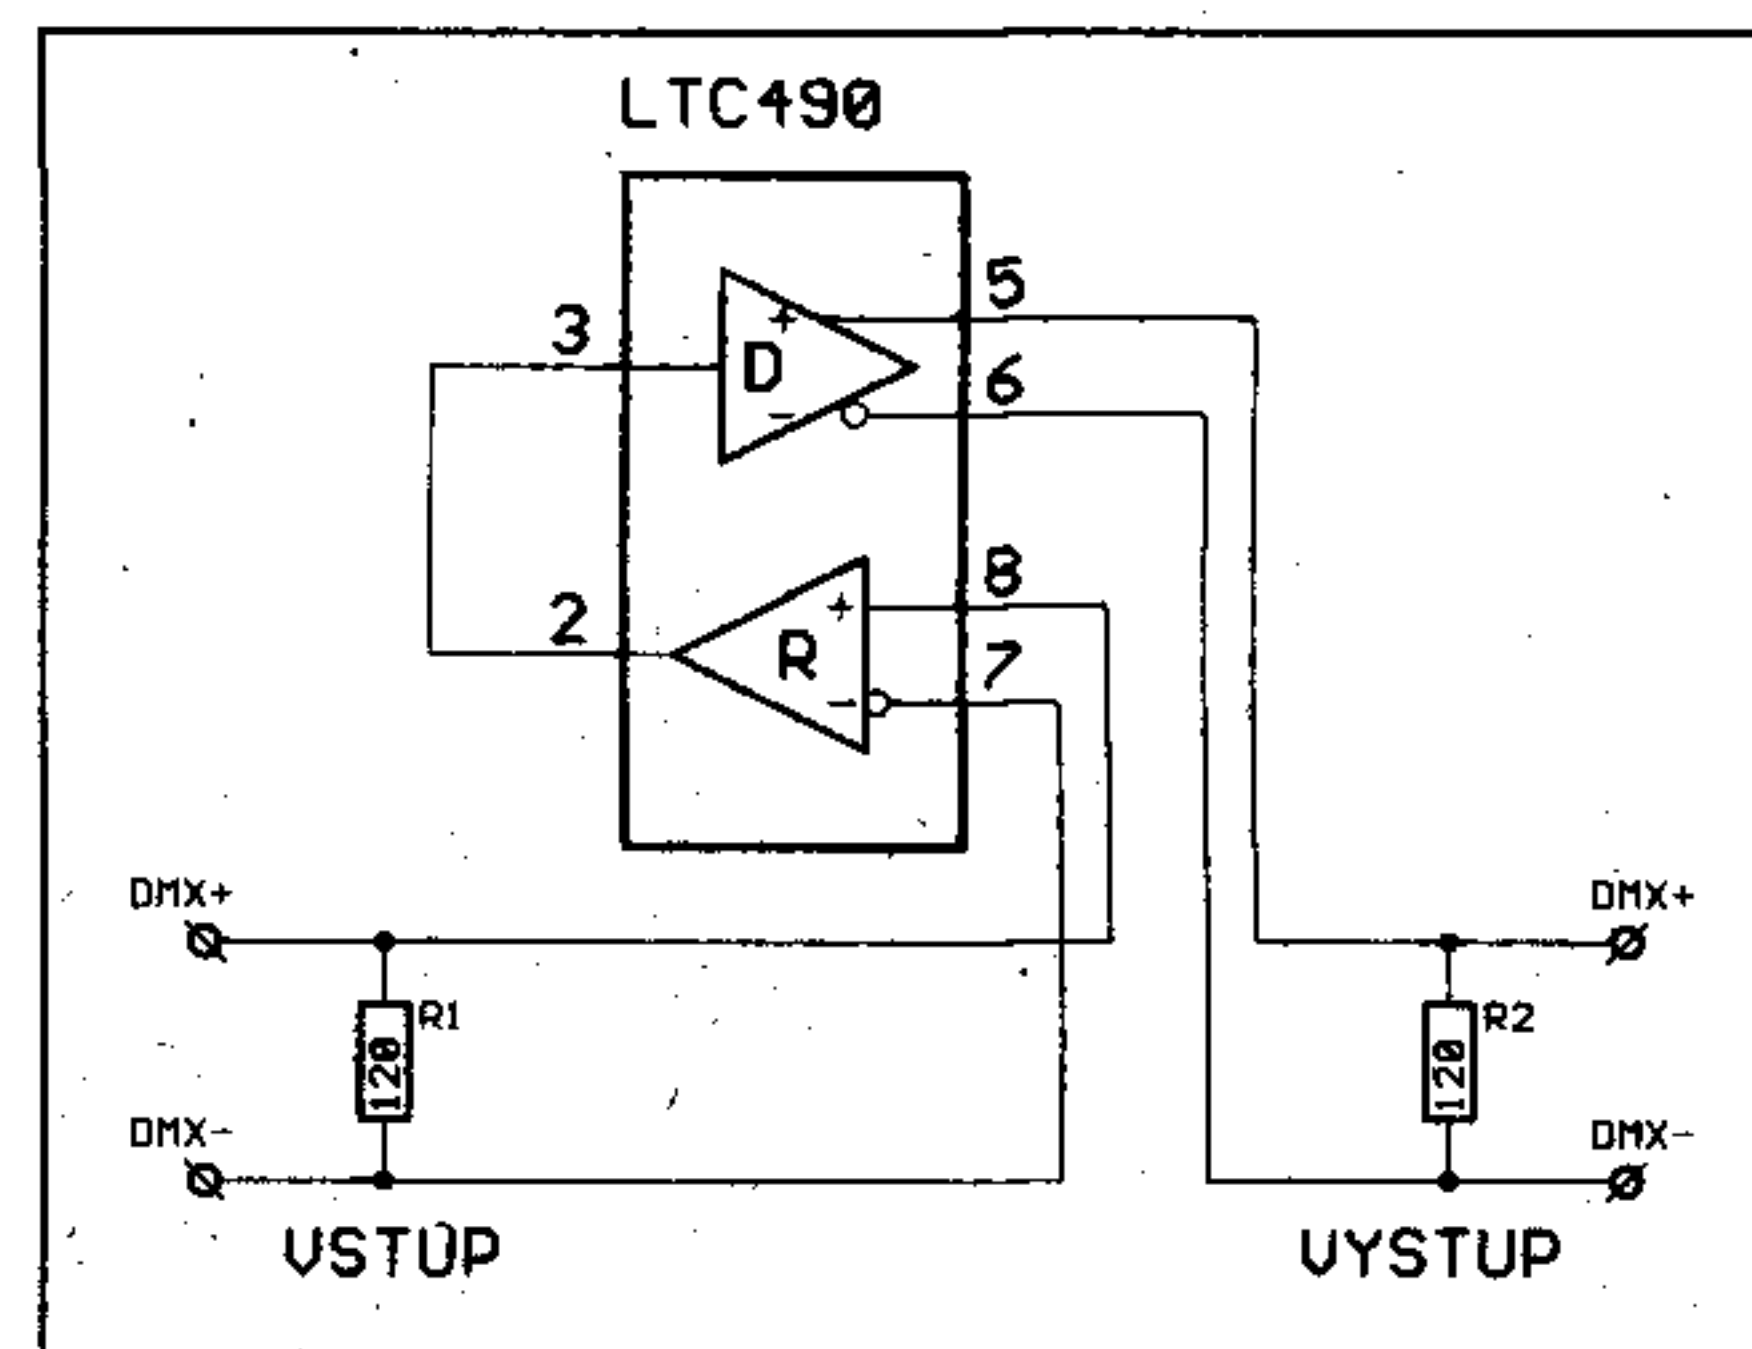 LTC490
3
D
+
-
5
6
2
R
+
-
8
7
DMX+
DMX+
R1
120
R2
120
DMX-
DMX-
VSTUP
VYSTUP